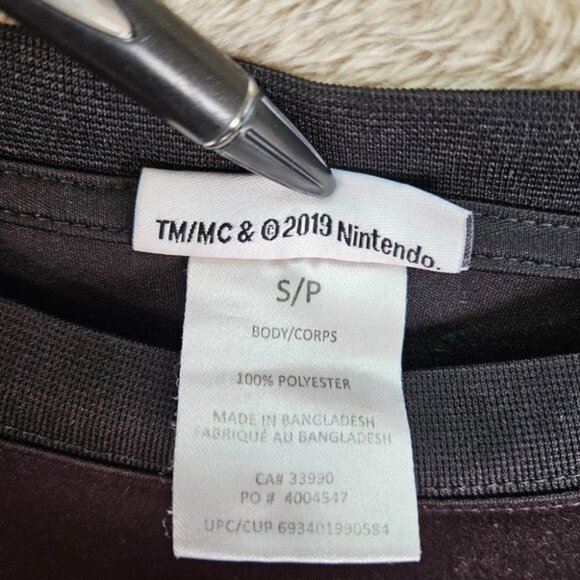 TM/MC & © 2019 Nintendo.
S/P
BODY/CORPS
100% POLYESTER
MADE IN BANGLADESH
FABRIQUÉ AU BANGLADESH
CA# 33990
PO # 4004547
UPC/CUP 693401990584